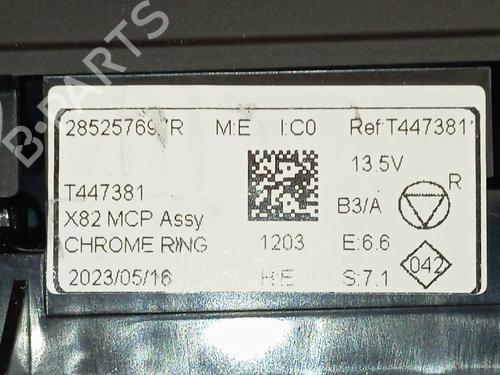 B-PARTS
M:E I:C0 Ref:T447381
T447381 13.5V
X82 MCP Assy B3/A R
CHROME RING 1203 E:6.6
2023/05/16 H:E S:7.1 042